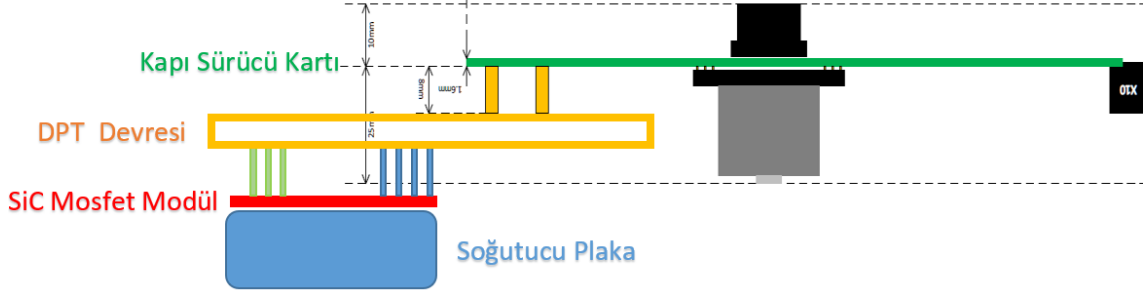 10mm
Kapı Sürücü Kartı
8mm
1.6mm
X10
25mm
DPT Devresi
SiC Mosfet Modül
Soğutucu Plaka